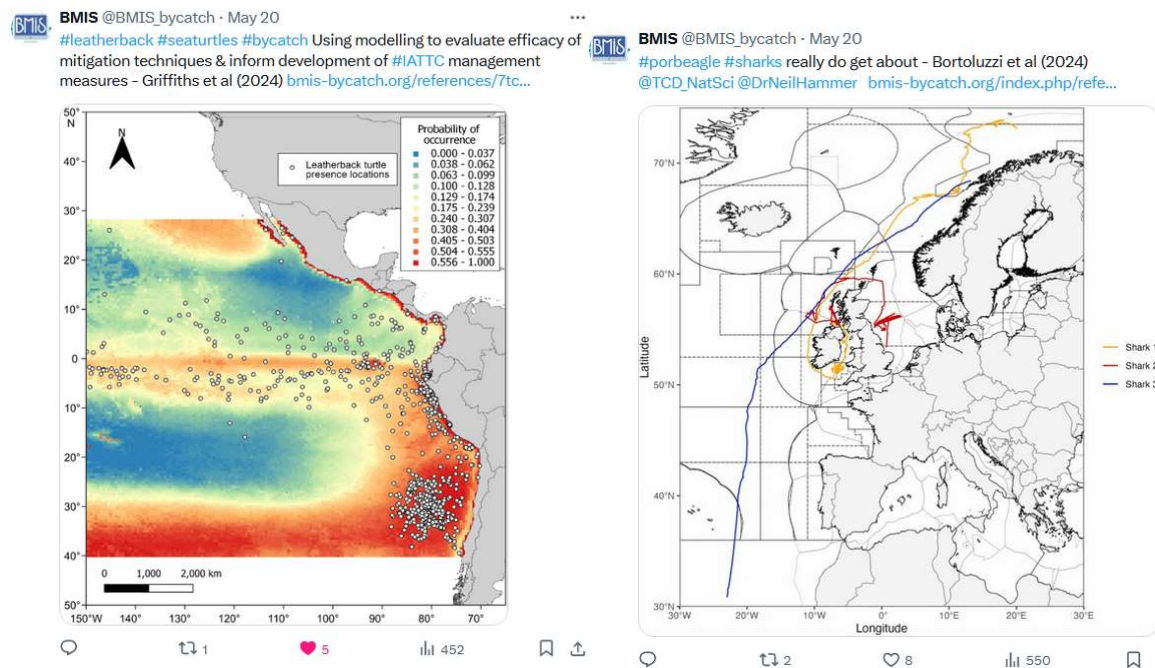 BMIS @BMIS_bycatch · May 20
#leatherback #seaturtles #bycatch Using modelling to evaluate efficacy of
mitigation techniques & inform development of #IATTC management
measures - Griffiths et al (2024) bmis-bycatch.org/references/7tc...
50°
N
40°
30°
20°
10°
0
10°
20°
30°
40°
50°
N
Leatherback turtle
presence locations
Probability of
occurrence
0.000 - 0.037
0.038 - 0.062
0.063 - 0.099
0.100 - 0.128
0.129 - 0.174
0.175 - 0.239
0.240 - 0.307
0.308 - 0.404
0.405 - 0.503
0.504 - 0.555
0.556 - 1.000
0 1,000 2,000 km
150°W 140° 130° 120° 110° 100° 90° 80° 70°
1 5 452
BMIS
BMIS @BMIS_bycatch · May 20
#porbeagle #sharks really do get about - Bortoluzzi et al (2024)
@TCD_NatSci @DrNeilHammer bmis-bycatch.org/index.php/refe...
70°N
60°N
50°N
40°N
30°N
Latitude
30°W 20°W 10°W 0° 10°E 20°E 30°E
Longitude
Shark 1
Shark 2
Shark 3
2 8 550
BMIS